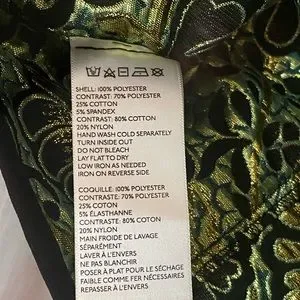 SHELL: 100% POLYESTER
CONTRAST: 70% POLYESTER
25% COTTON
5% SPANDEX
CONTRAST: 80% COTTON
20% NYLON
HAND WASH COLD SEPARATELY
TURN INSIDE OUT
DO NOT BLEACH
LAY FLAT TO DRY
LOW IRON AS NEEDED
IRON ON REVERSE SIDE
COQUILLE: 100% POLYESTER
CONTRASTE: 70% POLYESTER
25% COTON
5% ÉLASTHANNE
CONTRASTE: 80% COTON
20% NYLON
MAIN FROIDE DE LAVAGE
SÉPARÉMENT
LAVER À L'ENVERS
NE PAS BLANCHIR
POSER À PLAT POUR LE SÉCHAGE
FAIBLE COMME FER NÉCESSAIRES
REPASSER À L'ENVERS